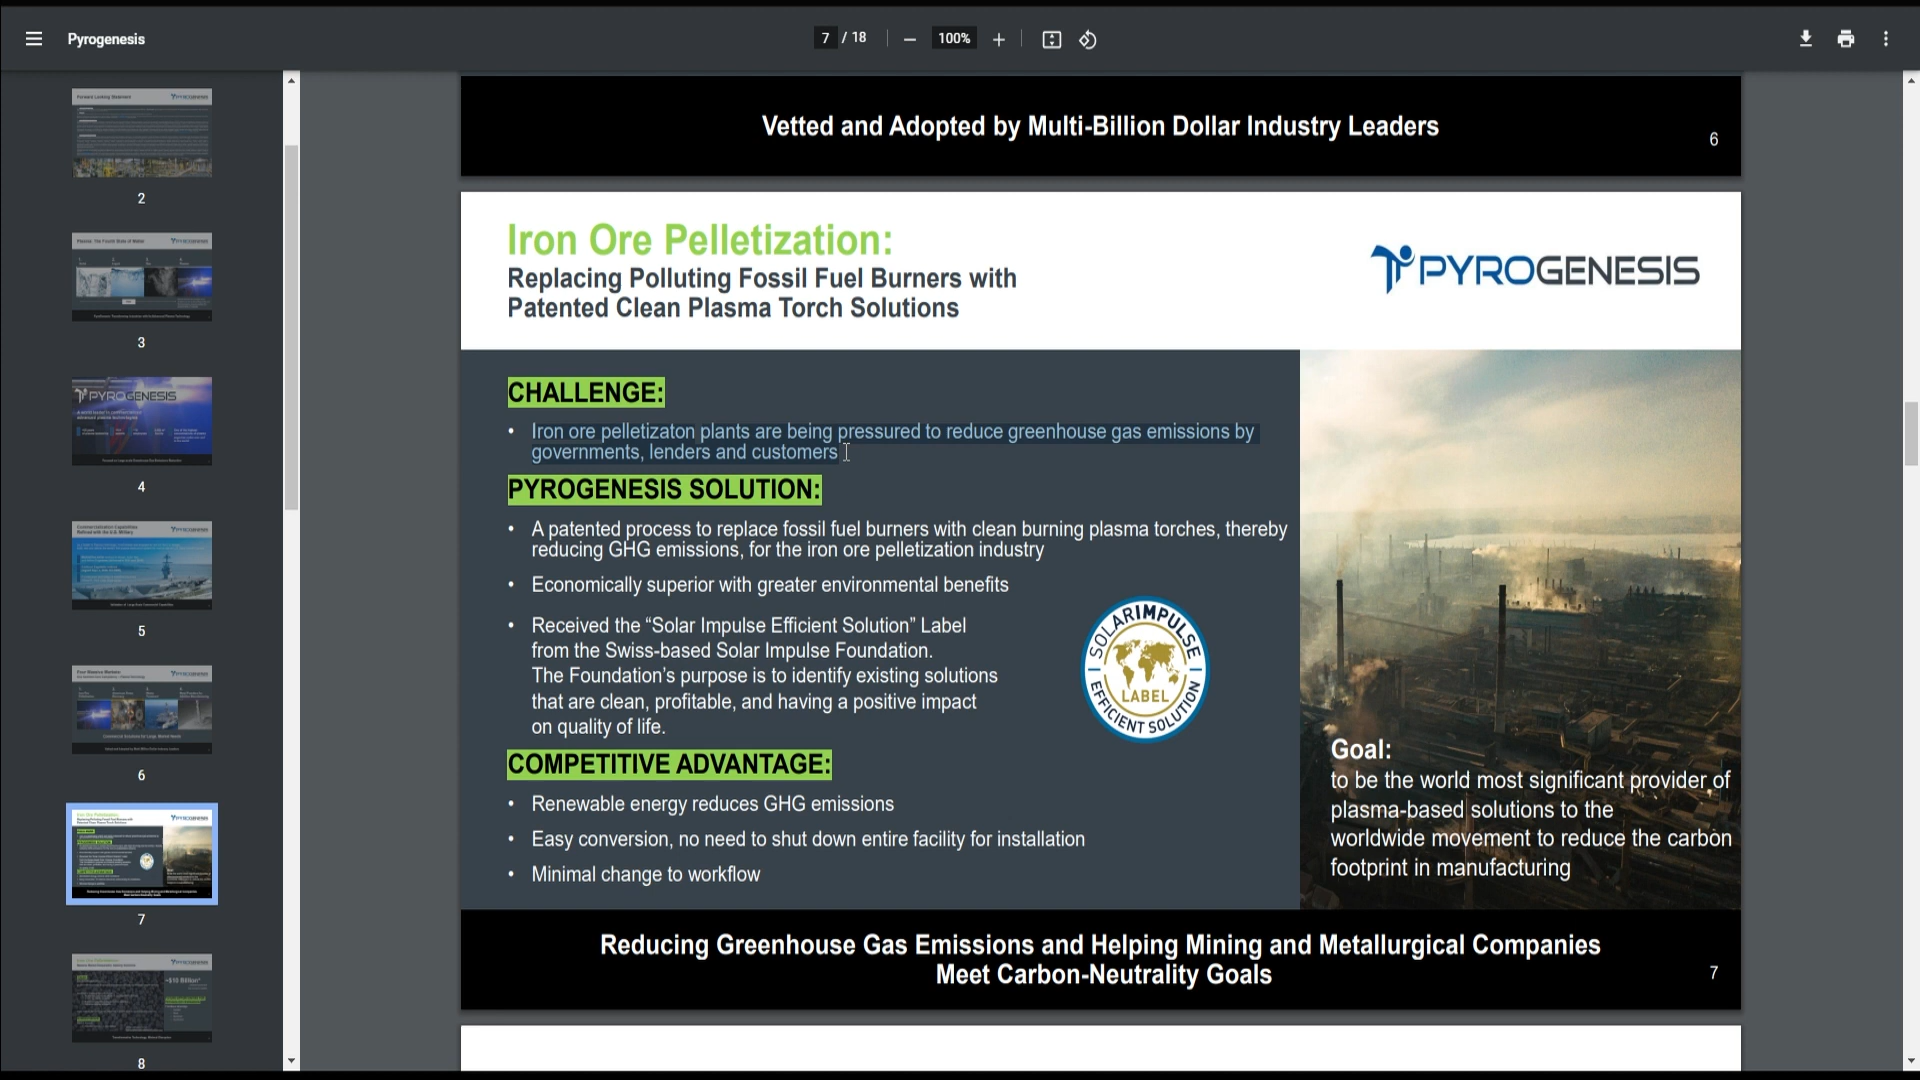 Pyrogenesis
7 / 18
100%
2
3
PYROGENESIS
4
5
6
7
8
Vetted and Adopted by Multi-Billion Dollar Industry Leaders
6
Iron Ore Pelletization:
Replacing Polluting Fossil Fuel Burners with
Patented Clean Plasma Torch Solutions
PYROGENESIS
CHALLENGE:
• Iron ore pelletizaton plants are being pressured to reduce greenhouse gas emissions by
governments, lenders and customers
PYROGENESIS SOLUTION:
• A patented process to replace fossil fuel burners with clean burning plasma torches, thereby
reducing GHG emissions, for the iron ore pelletization industry
• Economically superior with greater environmental benefits
• Received the “Solar Impulse Efficient Solution” Label
from the Swiss-based Solar Impulse Foundation.
The Foundation’s purpose is to identify existing solutions
that are clean, profitable, and having a positive impact
on quality of life.
SOLARIMPULSE
LABEL
EFFICIENT SOLUTION
COMPETITIVE ADVANTAGE:
• Renewable energy reduces GHG emissions
• Easy conversion, no need to shut down entire facility for installation
• Minimal change to workflow
Goal:
to be the world most significant provider of
plasma-based solutions to the
worldwide movement to reduce the carbon
footprint in manufacturing
Reducing Greenhouse Gas Emissions and Helping Mining and Metallurgical Companies
Meet Carbon-Neutrality Goals
7